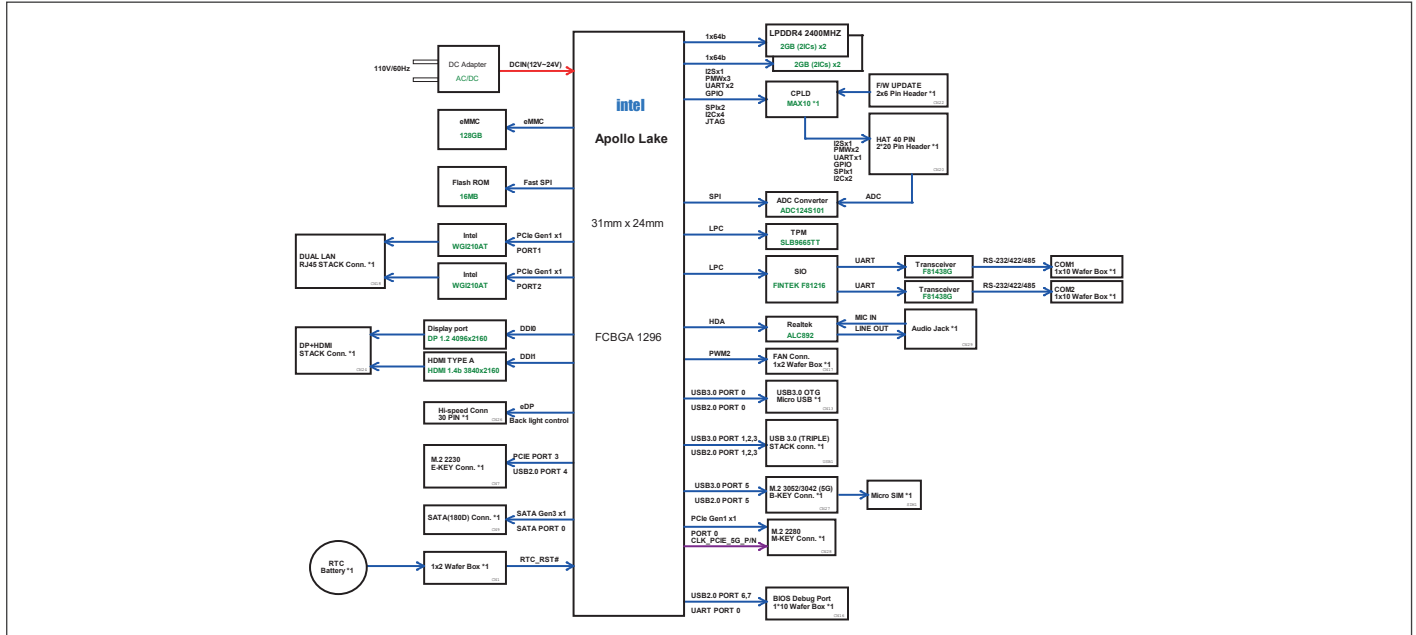 110V/60Hz
DC Adapter
AC/DC
DCIN(12V~24V)
eMMC
128GB
eMMC
Flash ROM
16MB
Fast SPI
DUAL LAN
RJ45 STACK Conn. *1
Intel
WGI210AT
PCIe Gen1 x1
PORT1
Intel
WGI210AT
PCIe Gen1 x1
PORT2
DP+HDMI
STACK Conn. *1
Display port
DP 1.2 4096x2160
DDI0
HDMI TYPE A
HDMI 1.4b 3840x2160
DDI1
Hi-speed Conn
30 PIN *1
eDP
Back light control
M.2 2230
E-KEY Conn. *1
PCIE PORT 3
USB2.0 PORT 4
SATA(180D) Conn. *1
SATA Gen3 x1
SATA PORT 0
RTC
Battery *1
1x2 Wafer Box *1
RTC_RST#
intel
Apollo Lake
31mm x 24mm
FCBGA 1296
1x64b
LPDDR4 2400MHZ
2GB (2ICs) x2
1x64b
2GB (2ICs) x2
I2Sx1
PMWx3
UARTx2
GPIO
SPIx2
I2Cx4
JTAG
CPLD
MAX10 *1
F/W UPDATE
2x6 Pin Header *1
I2Sx1
PMWx2
UARTx1
GPIO
SPIx1
I2Cx2
HAT 40 PIN
2*20 Pin Header *1
SPI
ADC Converter
ADC124S101
ADC
LPC
TPM
SLB9665TT
LPC
SIO
FINTEK F81216
UART
Transceiver
F81438G
RS-232/422/485
COM1
1x10 Wafer Box *1
UART
Transceiver
F81438G
RS-232/422/485
COM2
1x10 Wafer Box *1
HDA
Realtek
ALC892
MIC IN
LINE OUT
Audio Jack *1
PWM2
FAN Conn.
1x2 Wafer Box *1
USB3.0 PORT 0
USB2.0 PORT 0
USB3.0 OTG
Micro USB *1
USB3.0 PORT 1,2,3
USB2.0 PORT 1,2,3
USB 3.0 (TRIPLE)
STACK conn. *1
USB3.0 PORT 5
USB2.0 PORT 5
M.2 3052/3042 (5G)
B-KEY Conn. *1
Micro SIM *1
PCIe Gen1 x1
PORT 0
CLK_PCIE_5G_P/N
M.2 2280
M-KEY Conn. *1
USB2.0 PORT 6,7
UART PORT 0
BIOS Debug Port
1*10 Wafer Box *1